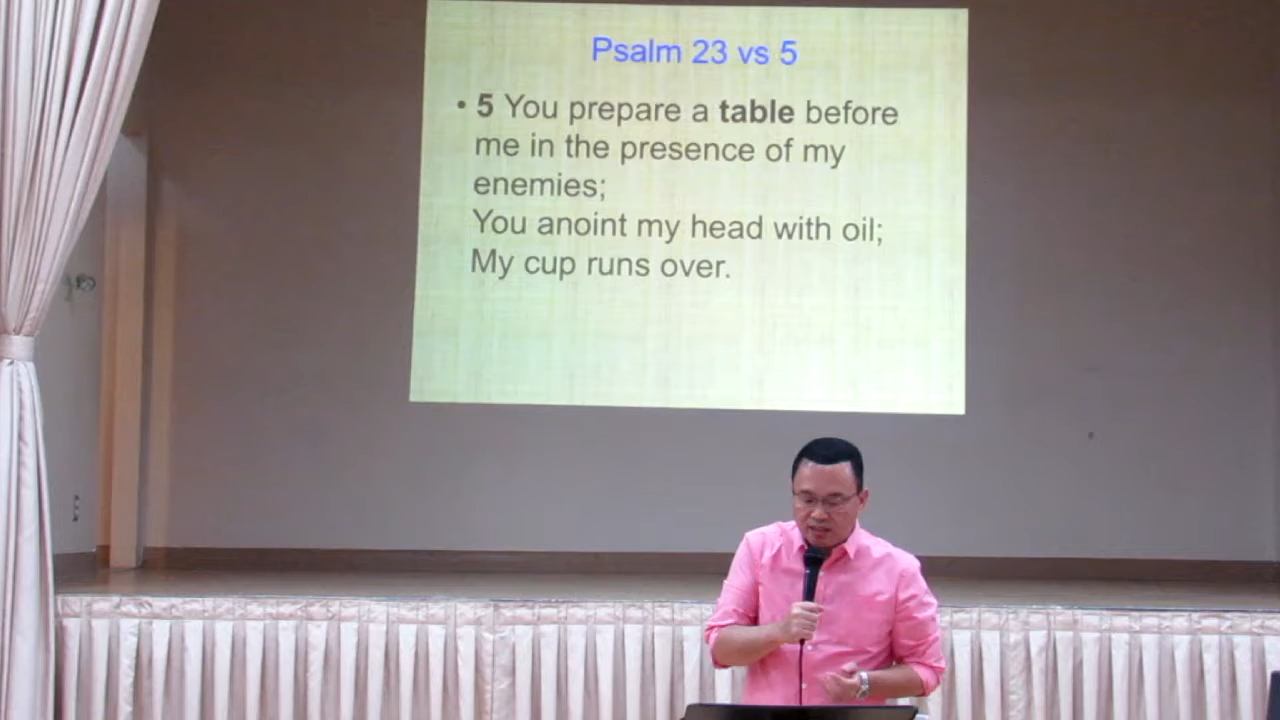 Psalm 23 vs 5
• 5 You prepare a table before
me in the presence of my
enemies;
You anoint my head with oil;
My cup runs over.